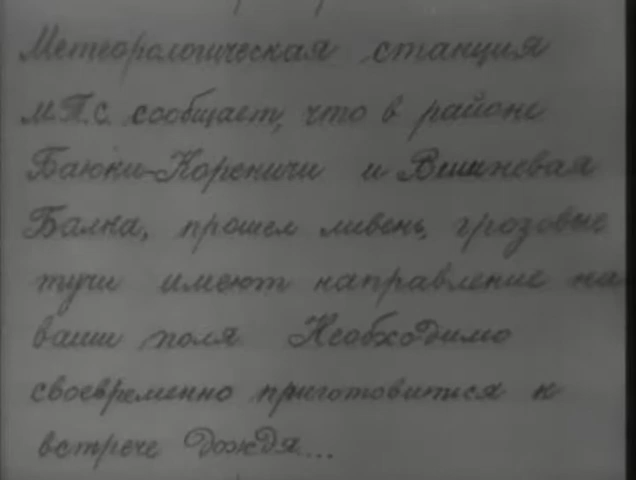 Метеорологическая станция
М.П.С. сообщает, что в районе
Баюки-Кореничи и Вишневая
Балка, прошел ливень, грозовые
тучи имеют направление на
ваши поля. Необходимо
своевременно приготовиться к
встрече дождя...